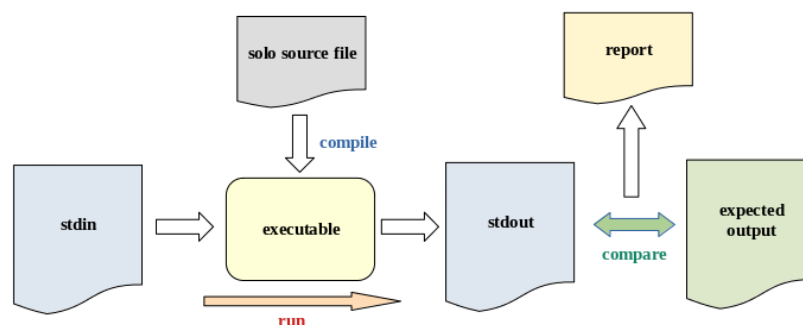 solo source file
report
compile
stdin
executable
stdout
expected
output
compare
run